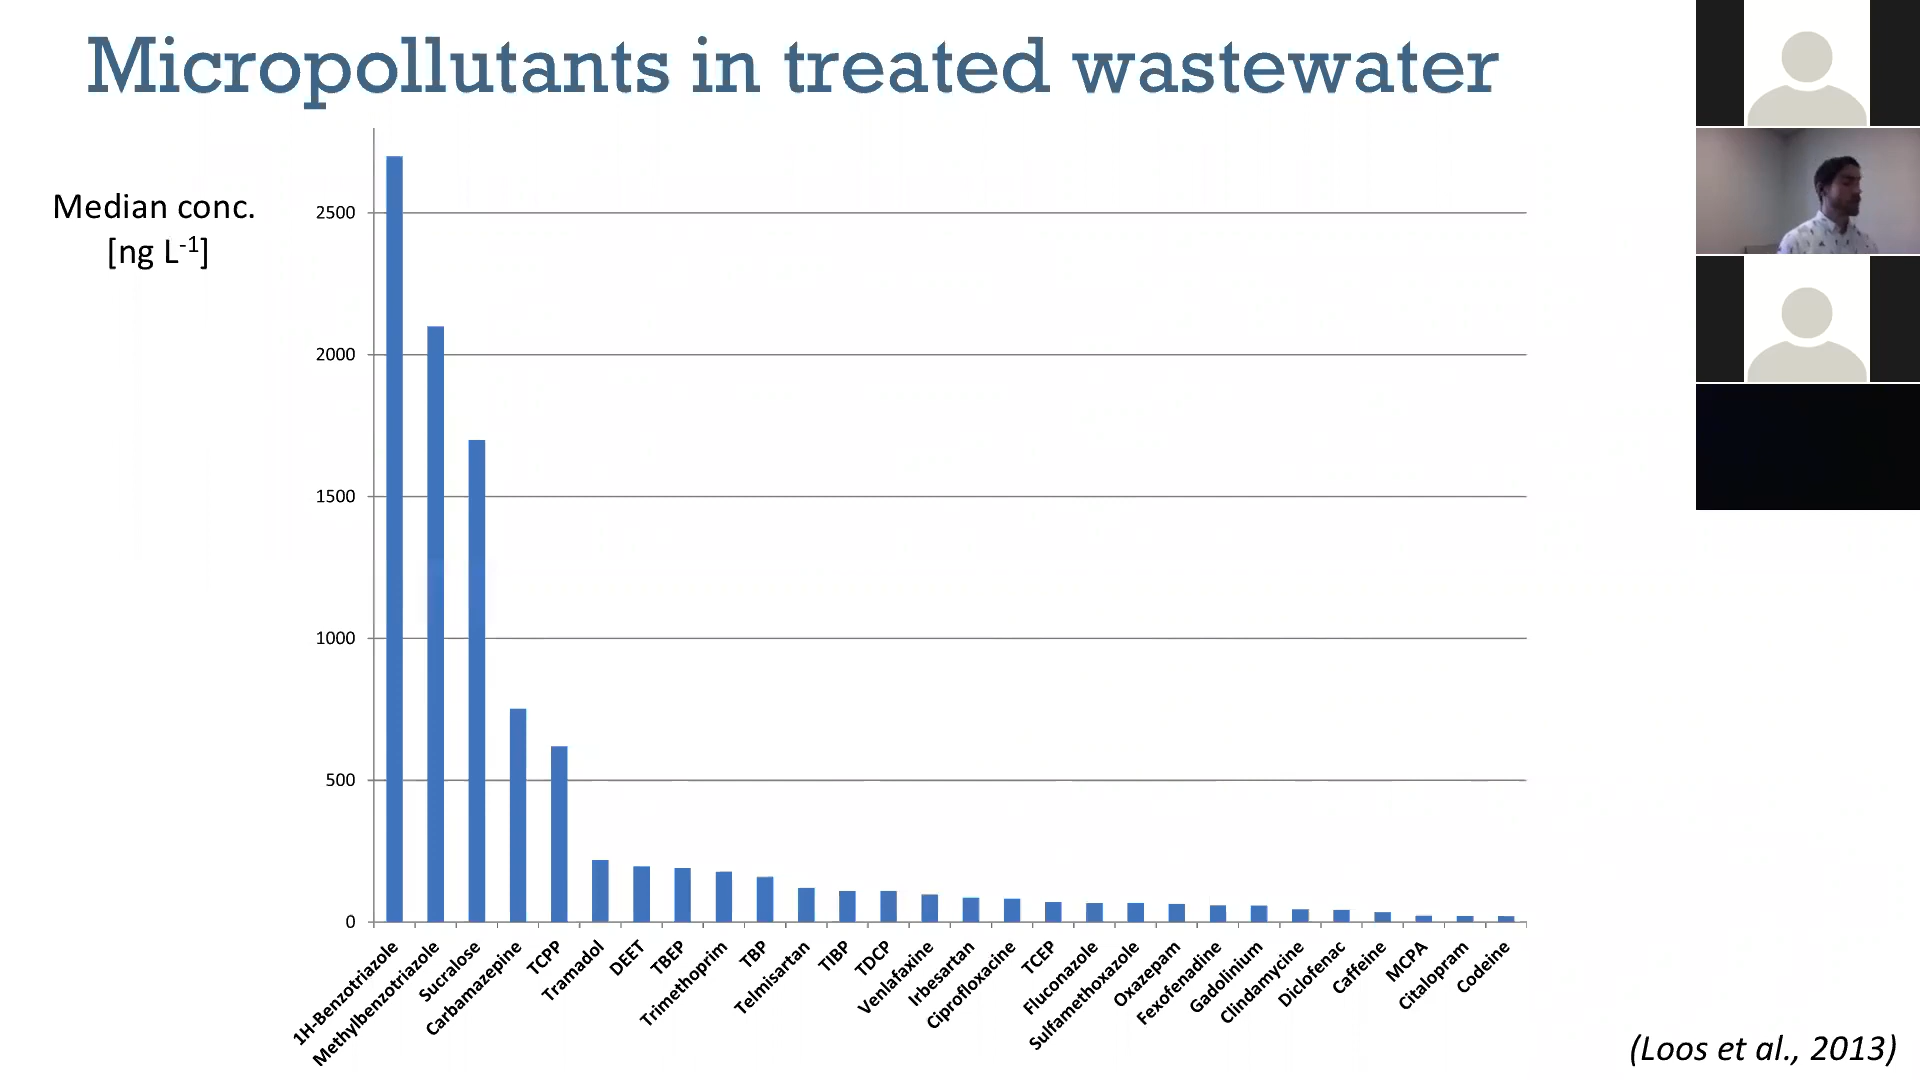 Micropollutants in treated wastewater
Median conc.
[ng L-1]
2500
2000
1500
1000
500
0
1H-Benzotriazole
Methylbenzotriazole
Sucralose
Carbamazepine
TCPP
Tramadol
DEET
TBEP
Trimethoprim
TBP
Telmisartan
TIBP
TDCP
Venlafaxine
Irbesartan
Ciprofloxacine
TCEP
Fluconazole
Sulfamethoxazole
Oxazepam
Fexofenadine
Gadolinium
Clindamycine
Diclofenac
Caffeine
MCPA
Citalopram
Codeine
(Loos et al., 2013)